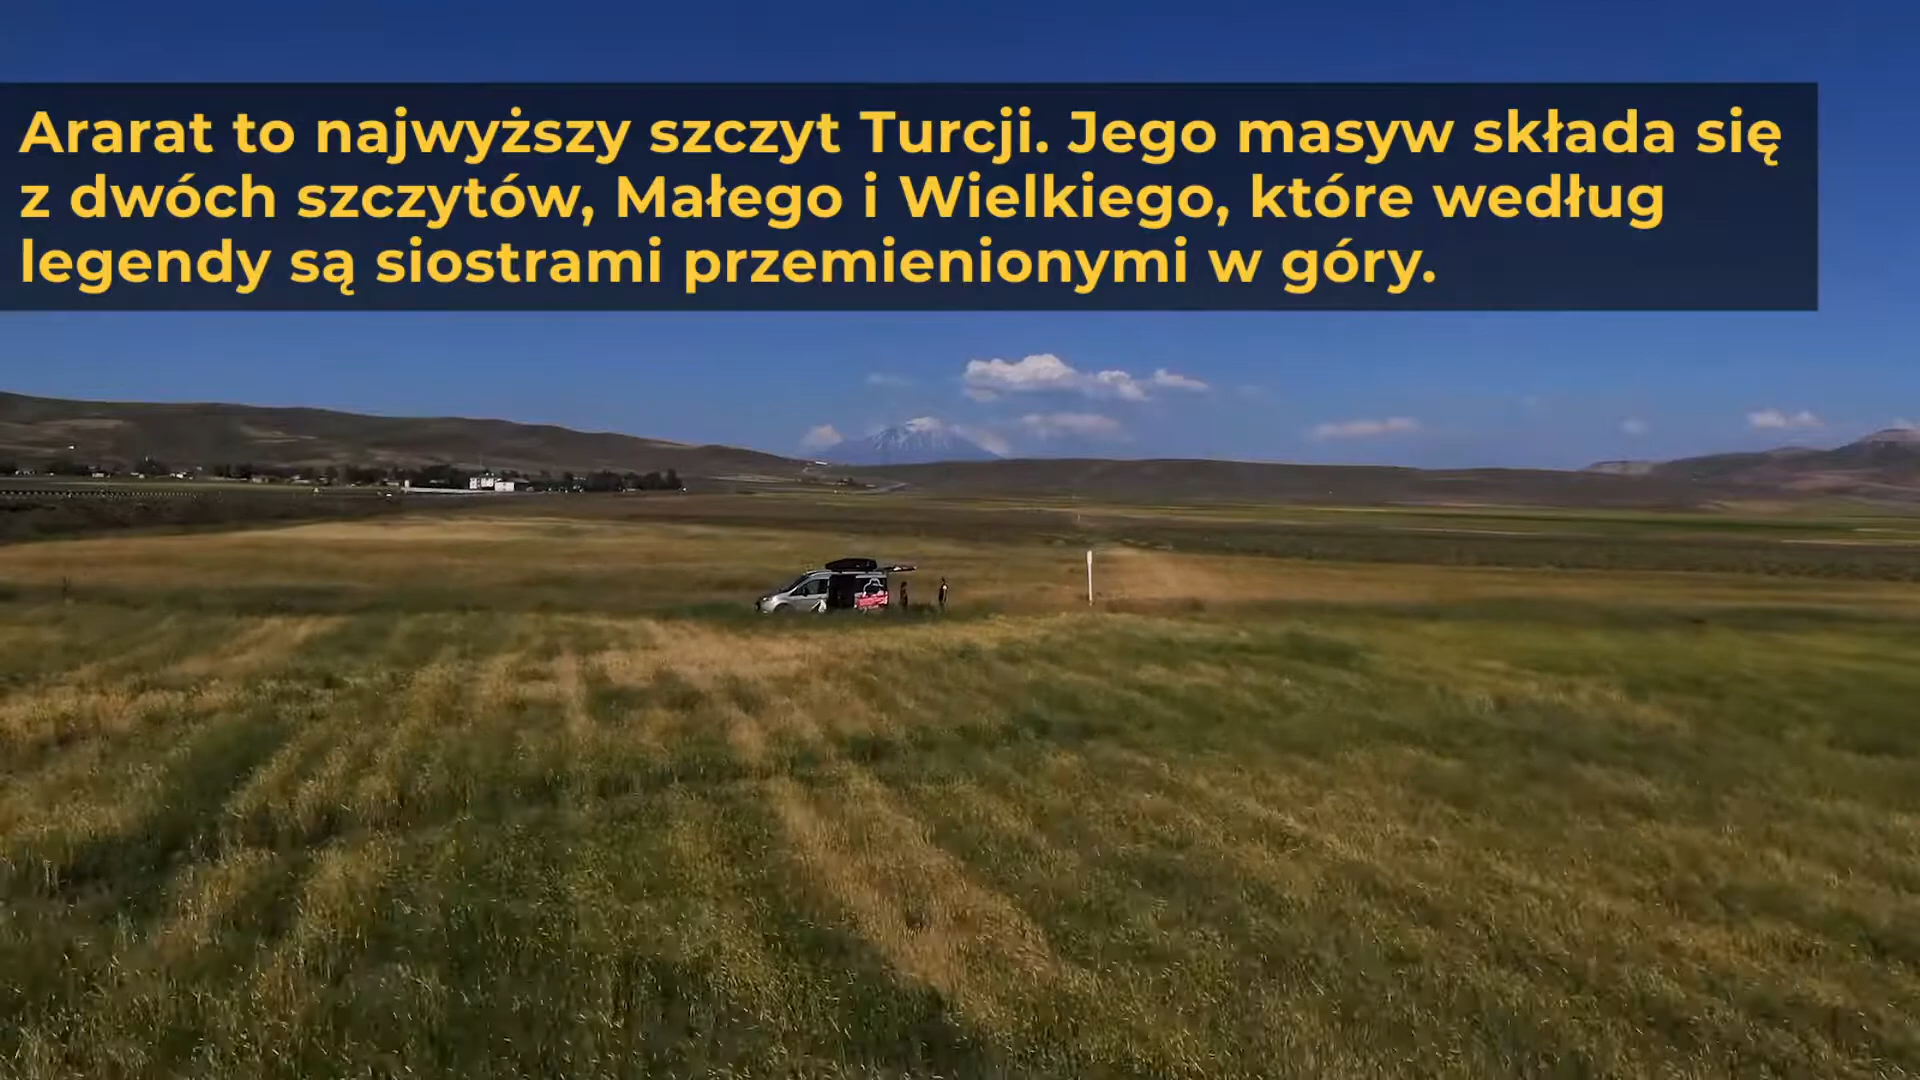 Ararat to najwyższy szczyt Turcji. Jego masyw składa się
z dwóch szczytów, Małego i Wielkiego, które według
legendy są siostrami przemienionymi w góry.